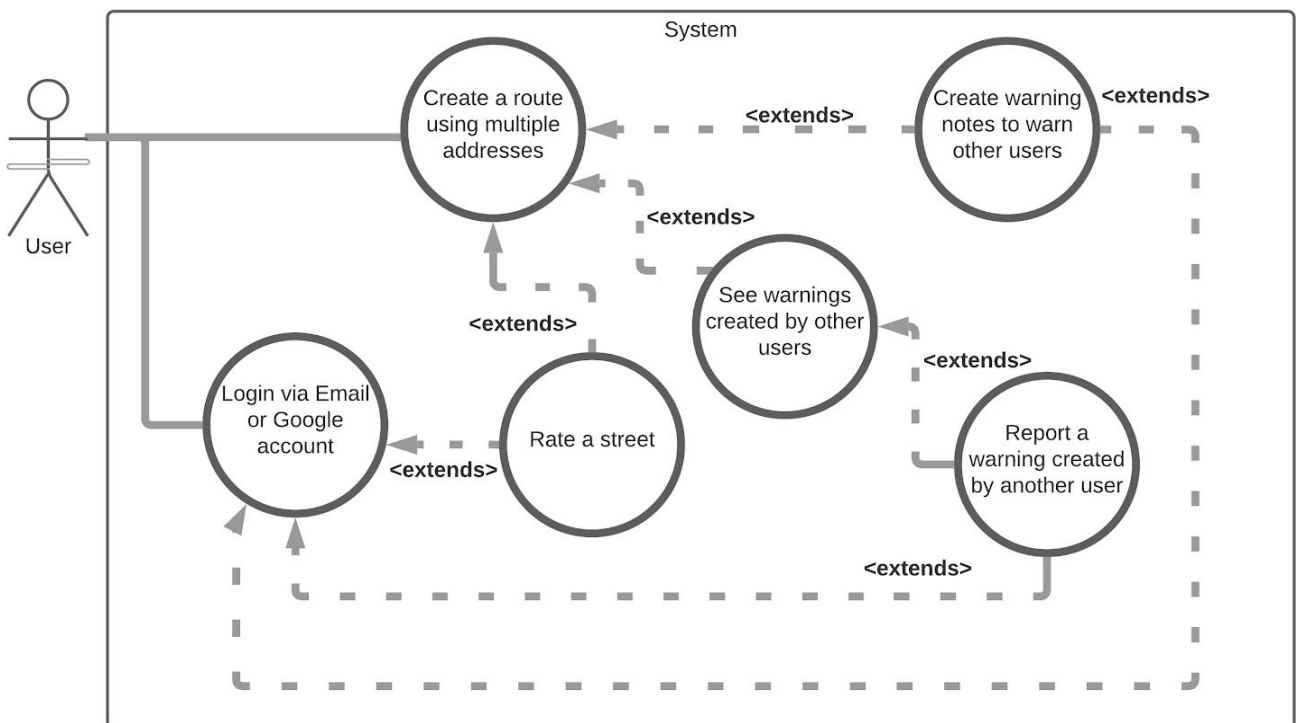 System
Create a route
using multiple
addresses
<extends>
Create warning
notes to warn
other users
<extends>
User
<extends>
See warnings
created by other
users
<extends>
<extends>
Login via Email
or Google
account
<extends>
Rate a street
Report a
warning created
by another user
<extends>